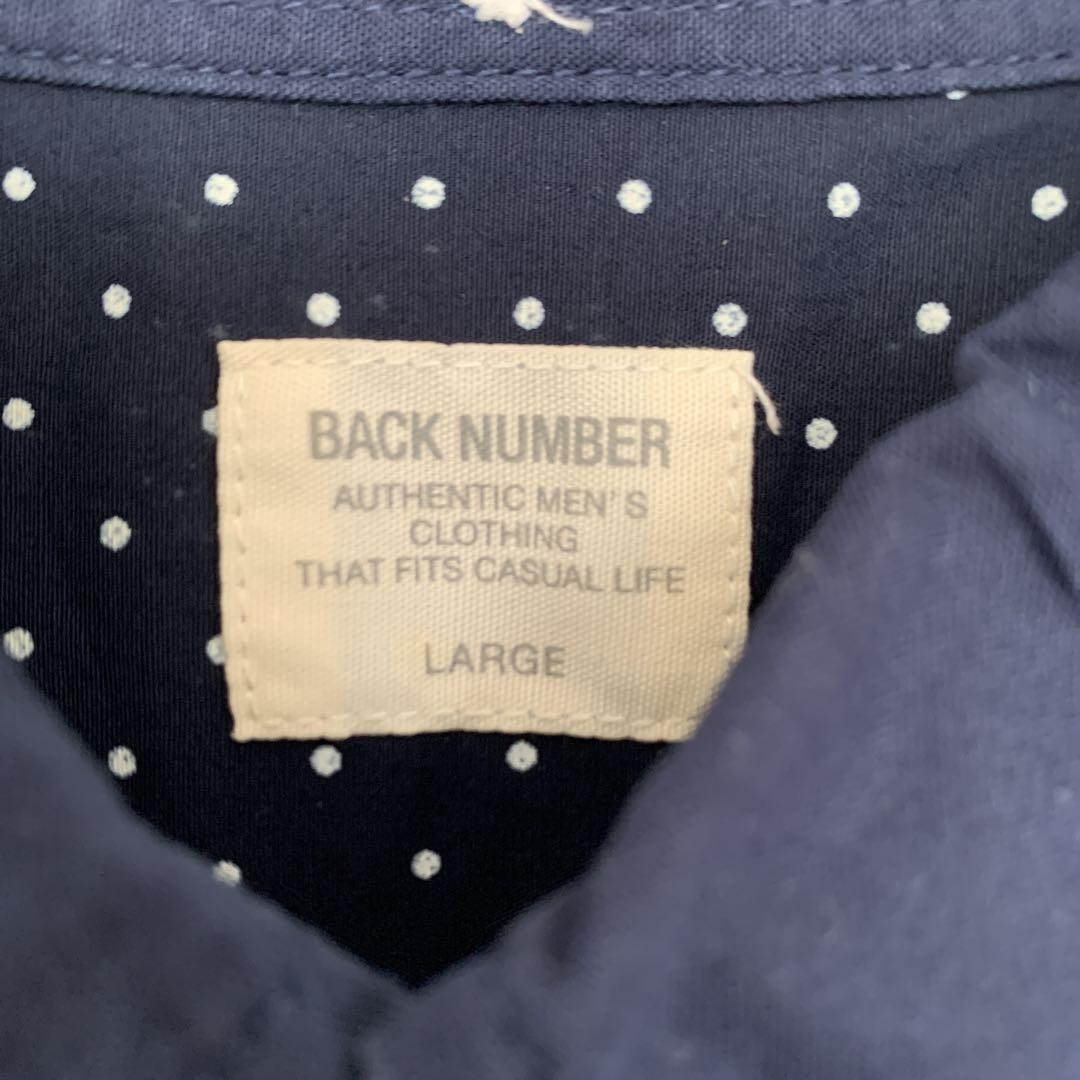 BACK NUMBER
AUTHENTIC MEN'S
CLOTHING
THAT FITS CASUAL LIFE
LARGE